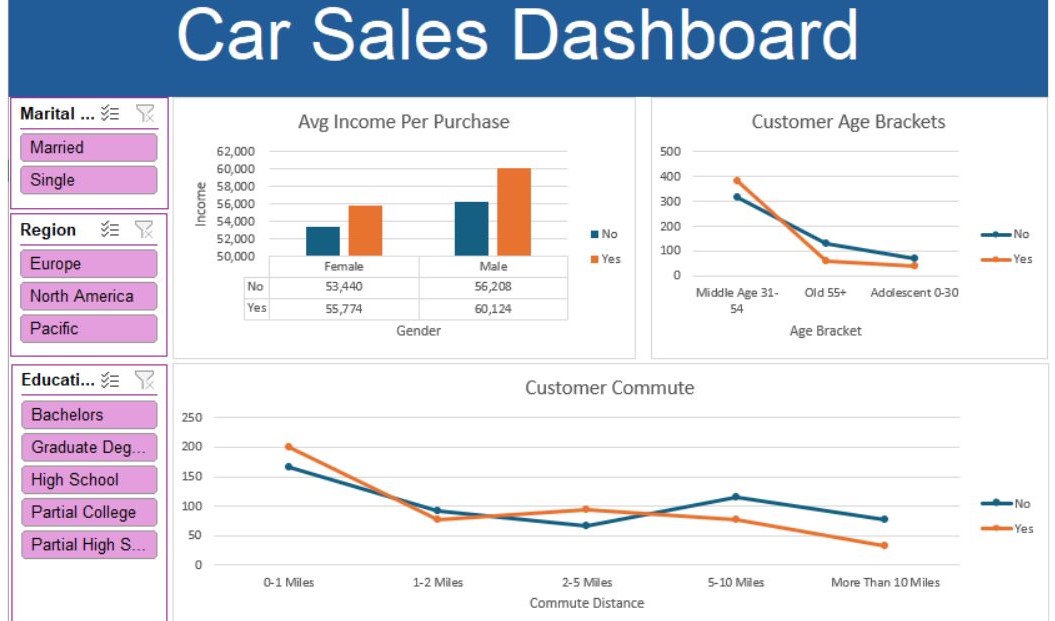 Car Sales Dashboard
Marital ...
Married
Single
Region
Europe
North America
Pacific
Educati...
Bachelors
Graduate Deg...
High School
Partial College
Partial High S...
Avg Income Per Purchase
Income
62,000
60,000
58,000
56,000
54,000
52,000
50,000
Female Male
No 53,440 56,208
Yes 55,774 60,124
Gender
No
Yes
Customer Age Brackets
500
400
300
200
100
0
Middle Age 31-
54
Old 55+
Adolescent 0-30
Age Bracket
No
Yes
Customer Commute
250
200
150
100
50
0
0-1 Miles 1-2 Miles 2-5 Miles 5-10 Miles More Than 10 Miles
Commute Distance
No
Yes